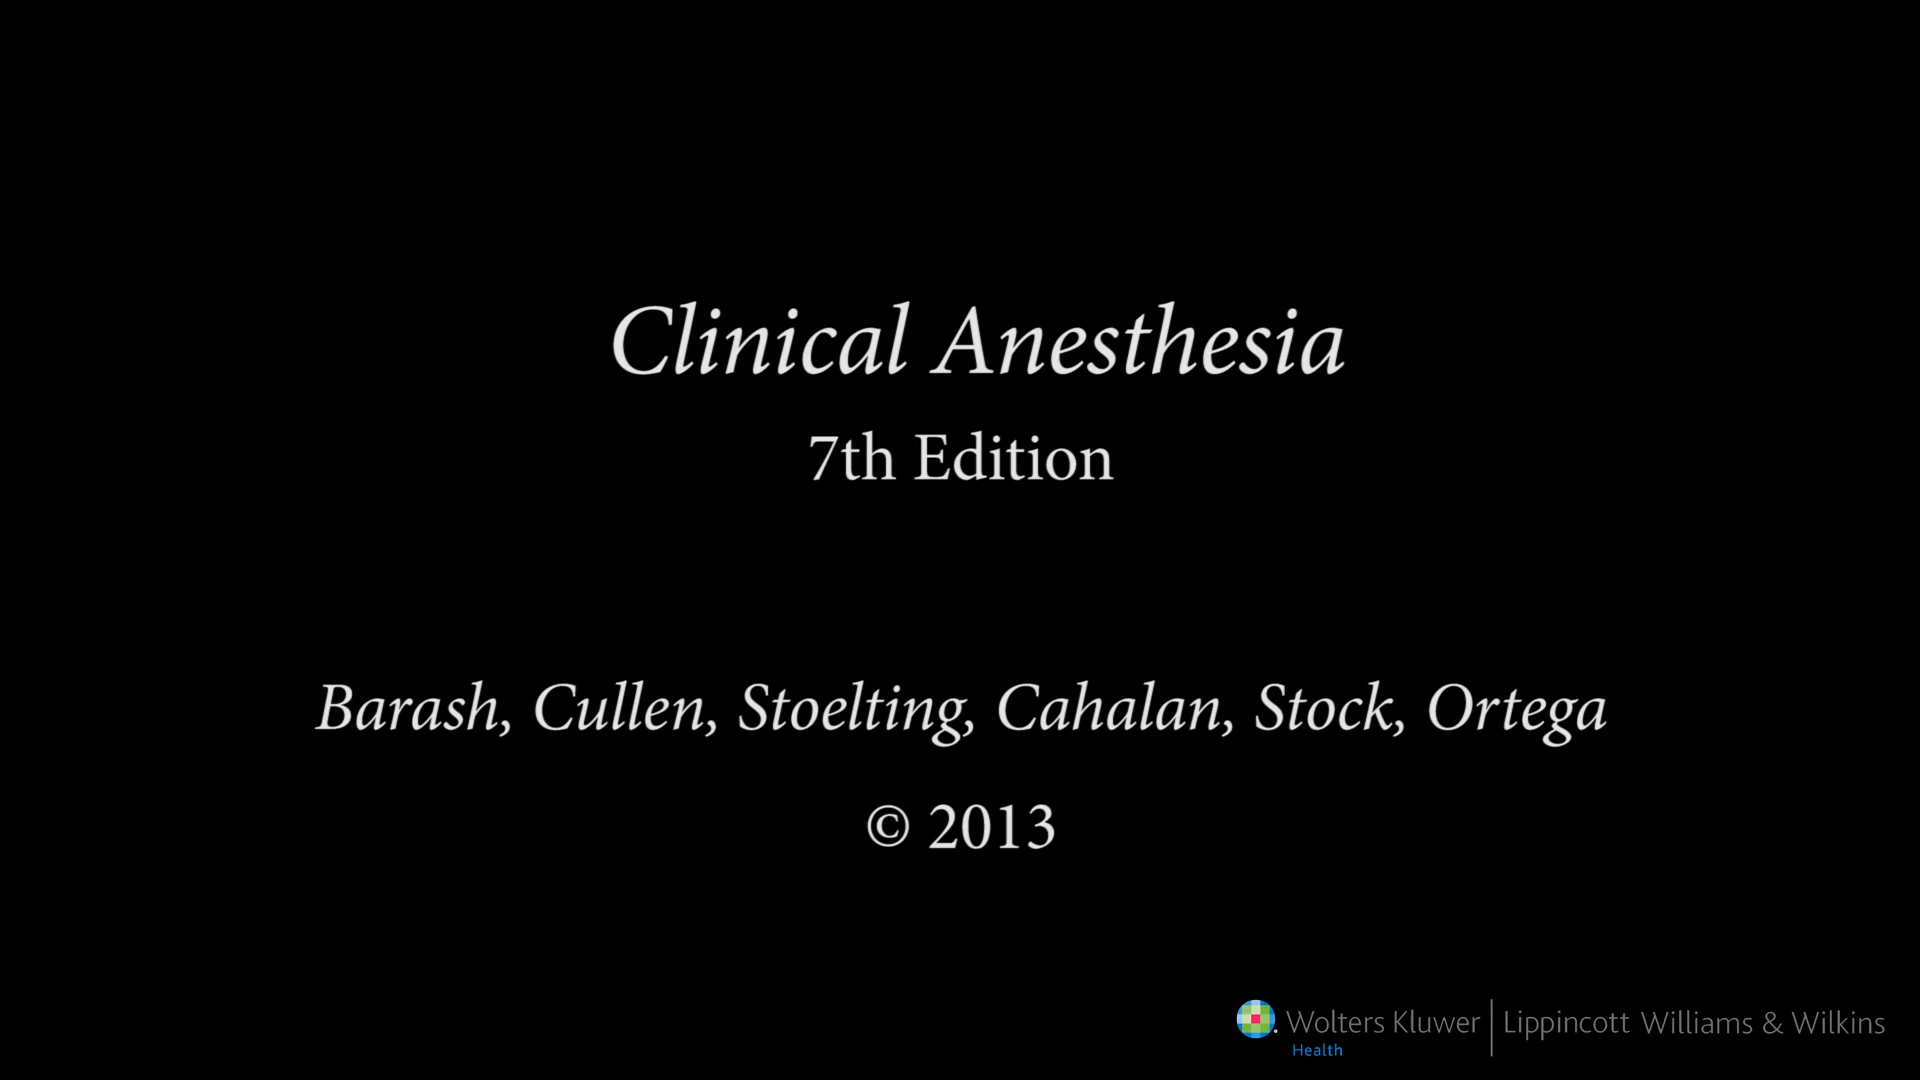 Clinical Anesthesia
7th Edition
Barash, Cullen, Stoelting, Cahalan, Stock, Ortega
© 2013
Wolters Kluwer | Lippincott Williams & Wilkins
Health